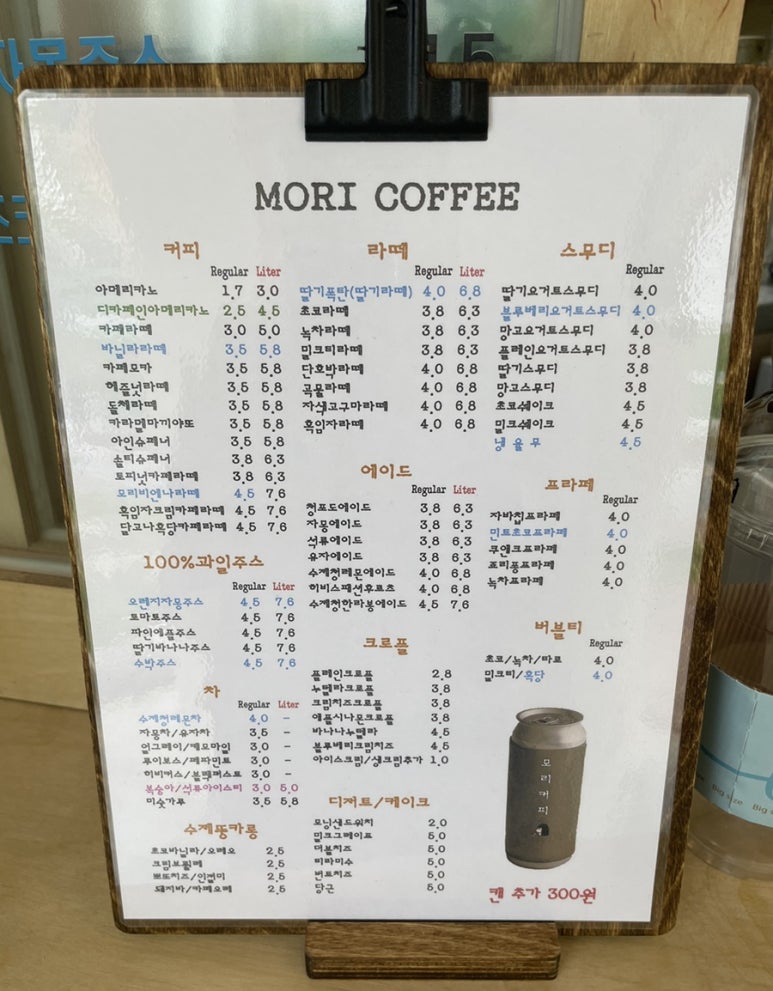 MORI COFFEE
커피
Regular Liter
아메리카노 1.7 3.0
디카페인아메리카노 2.5 4.5
카페라떼 3.0 5.0
바닐라라떼 3.5 5.8
카페모카 3.5 5.8
헤즐넛라떼 3.5 5.8
돌체라떼 3.5 5.8
카라멜마끼야또 3.5 5.8
아인슈페너 3.5 5.8
솔티슈페너 3.8 6.3
토피넛카페라떼 3.8 6.3
모리비엔나라떼 4.5 7.6
흑임자크림카페라떼 4.5 7.6
달고나흑당카페라떼 4.5 7.6
100%과일주스
Regular Liter
오렌지자몽주스 4.5 7.6
토마토주스 4.5 7.6
파인애플주스 4.5 7.6
딸기바나나주스 4.5 7.6
수박주스 4.5 7.6
차
Regular Liter
수제청레몬차 4.0 -
자몽차/유자차 3.5 -
얼그레이/캐모마일 3.0 -
루이보스/페퍼민트 3.0 -
히비커스/블랙퍼스트 3.0 -
복숭아/석류아이스티 3.0 5.0
미숫가루 3.5 5.8
수제뚱카롱
초코바닐라/오레오 2.5
크림브륄레 2.5
뽀또치즈/인절미 2.5
돼지바/카페오레 2.5
라떼
Regular Liter
딸기폭탄(딸기라떼) 4.0 6.8
초코라떼 3.8 6.3
녹차라떼 3.8 6.3
밀크티라떼 3.8 6.3
단호박라떼 4.0 6.8
곡물라떼 4.0 6.8
자색고구마라떼 4.0 6.8
흑임자라떼 4.0 6.8
에이드
Regular Liter
청포도에이드 3.8 6.3
자몽에이드 3.8 6.3
석류에이드 3.8 6.3
유자에이드 3.8 6.3
수제청레몬에이드 4.0 6.8
히비스패션후르츠 4.0 6.8
수제청한라봉에이드 4.5 7.6
크로플
플레인크로플 2.8
누텔라크로플 3.8
크림치즈크로플 3.8
애플시나몬크로플 3.8
바나나누텔라 4.5
블루베리크림치즈 4.5
아이스크림/생크림추가 1.0
디저트/케이크
모닝샌드위치 2.0
밀크크레이프 5.0
더블치즈 5.0
티라미수 5.0
번트치즈 5.0
당근 5.0
스무디
Regular
딸기요거트스무디 4.0
블루베리요거트스무디 4.0
망고요거트스무디 4.0
플레인요거트스무디 3.8
딸기스무디 3.8
망고스무디 3.8
초코쉐이크 4.5
밀크쉐이크 4.5
냉율무 4.5
프라페
Regular
자바칩프라페 4.0
민트초코프라페 4.0
쿠앤크프라페 4.0
프리퐁프라페 4.0
녹차프라페 4.0
버블티
Regular
초코/녹차/타로 4.0
밀크티/흑당 4.0
모리커피
캔 추가 300원
Big size